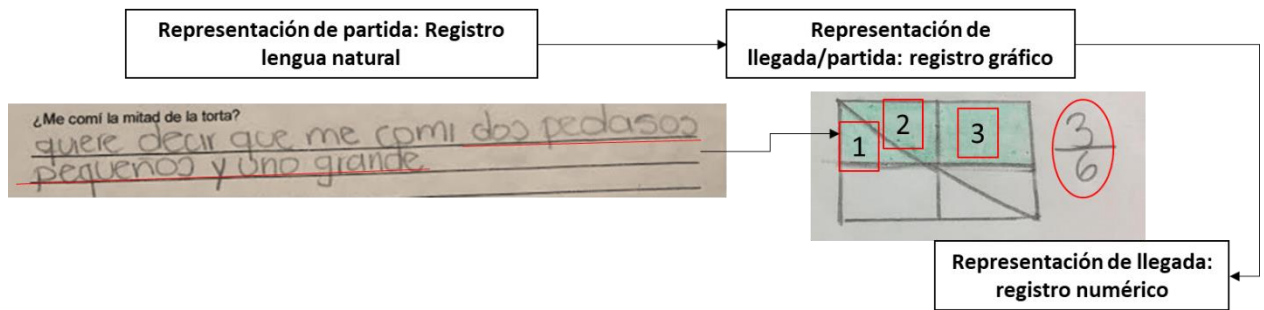 Representación de partida: Registro
lengua natural
Representación de
llegada/partida: registro gráfico
¿Me comí la mitad de la torta?
quiere decir que me comi dos pedasos
pequeños y uno grande
1
2
3
3
6
Representación de llegada:
registro numérico